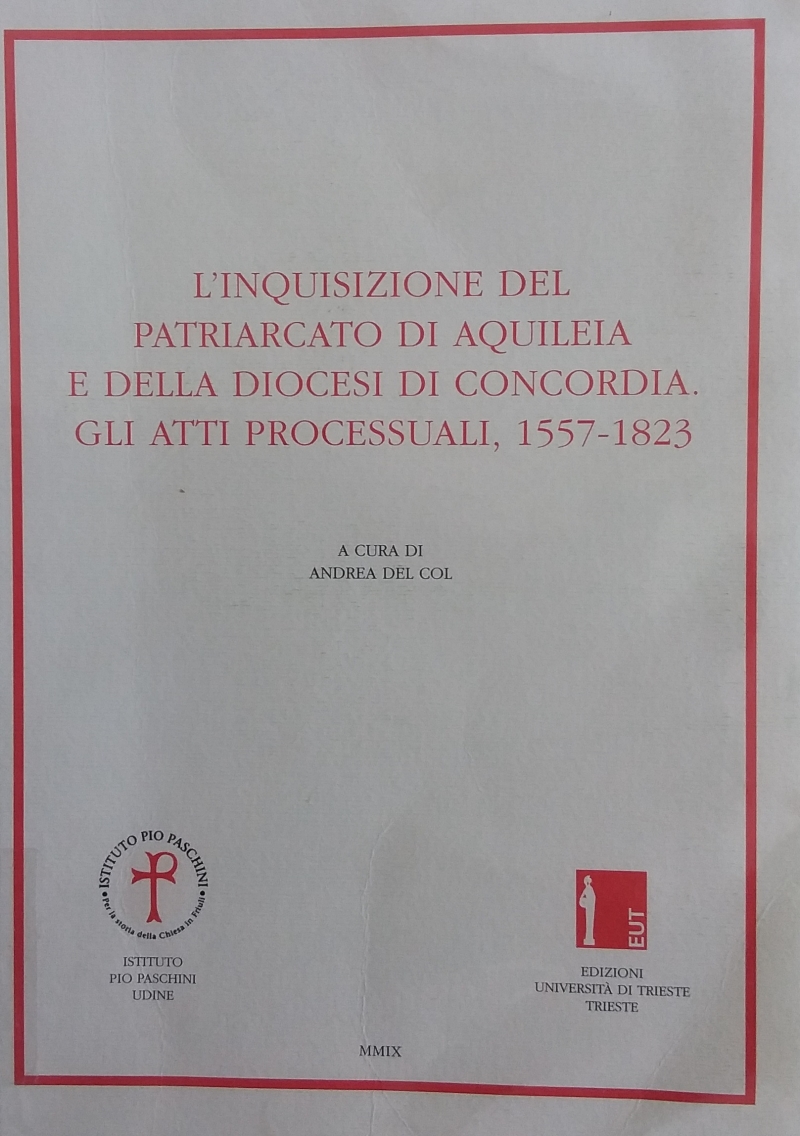 L'INQUISIZIONE DEL
PATRIARCATO DI AQUILEIA
E DELLA DIOCESI DI CONCORDIA.
GLI ATTI PROCESSUALI, 1557-1823
A CURA DI
ANDREA DEL COL
• ISTITUTO PIO PASCHINI •
Per la storia della Chiesa in Friuli
ISTITUTO
PIO PASCHINI
UDINE
EUT
EDIZIONI
UNIVERSITÀ DI TRIESTE
TRIESTE
MMIX